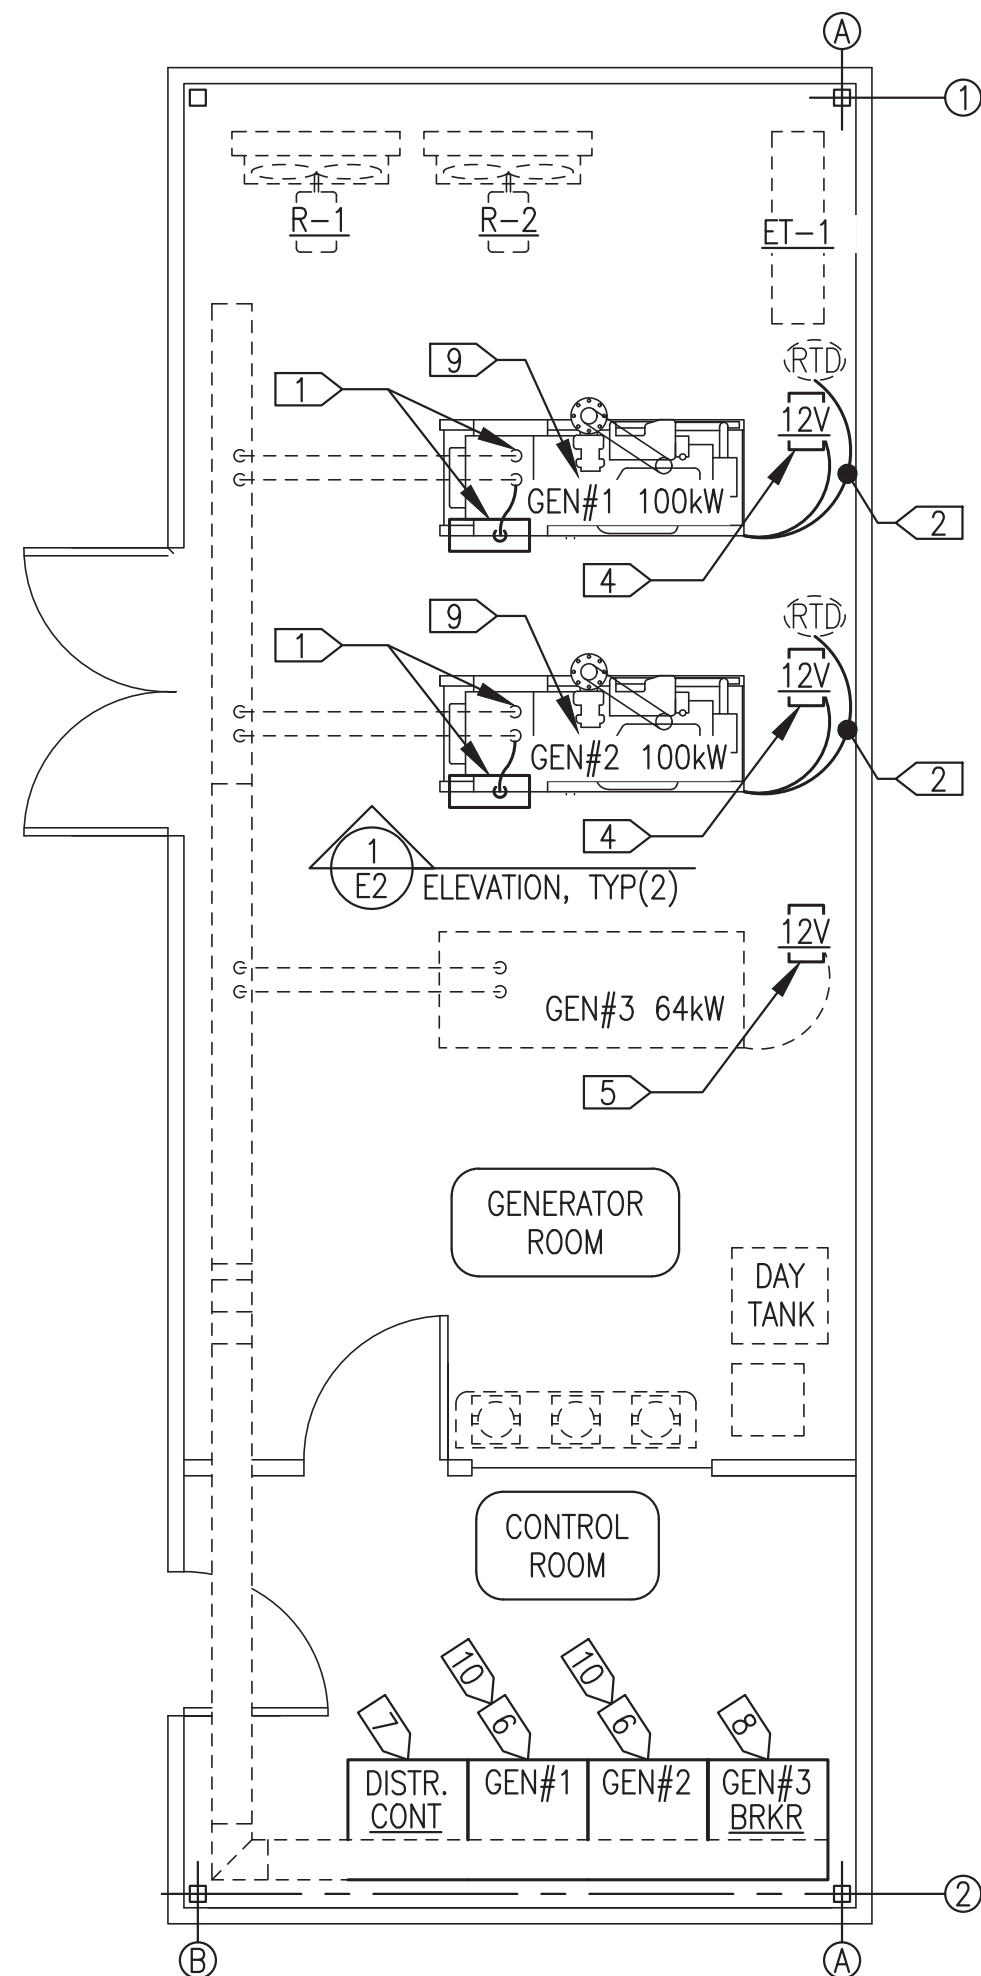 A
1
R-1
R-2
ET-1
RTD
9
1
12V
GEN#1 100kW
2
4
RTD
9
1
12V
GEN#2 100kW
2
4
1
E2
ELEVATION, TYP(2)
12V
GEN#3 64kW
5
GENERATOR
ROOM
DAY
TANK
CONTROL
ROOM
10
10
7
6
6
8
DISTR.
CONT
GEN#1
GEN#2
GEN#3
BRKR
2
B
A